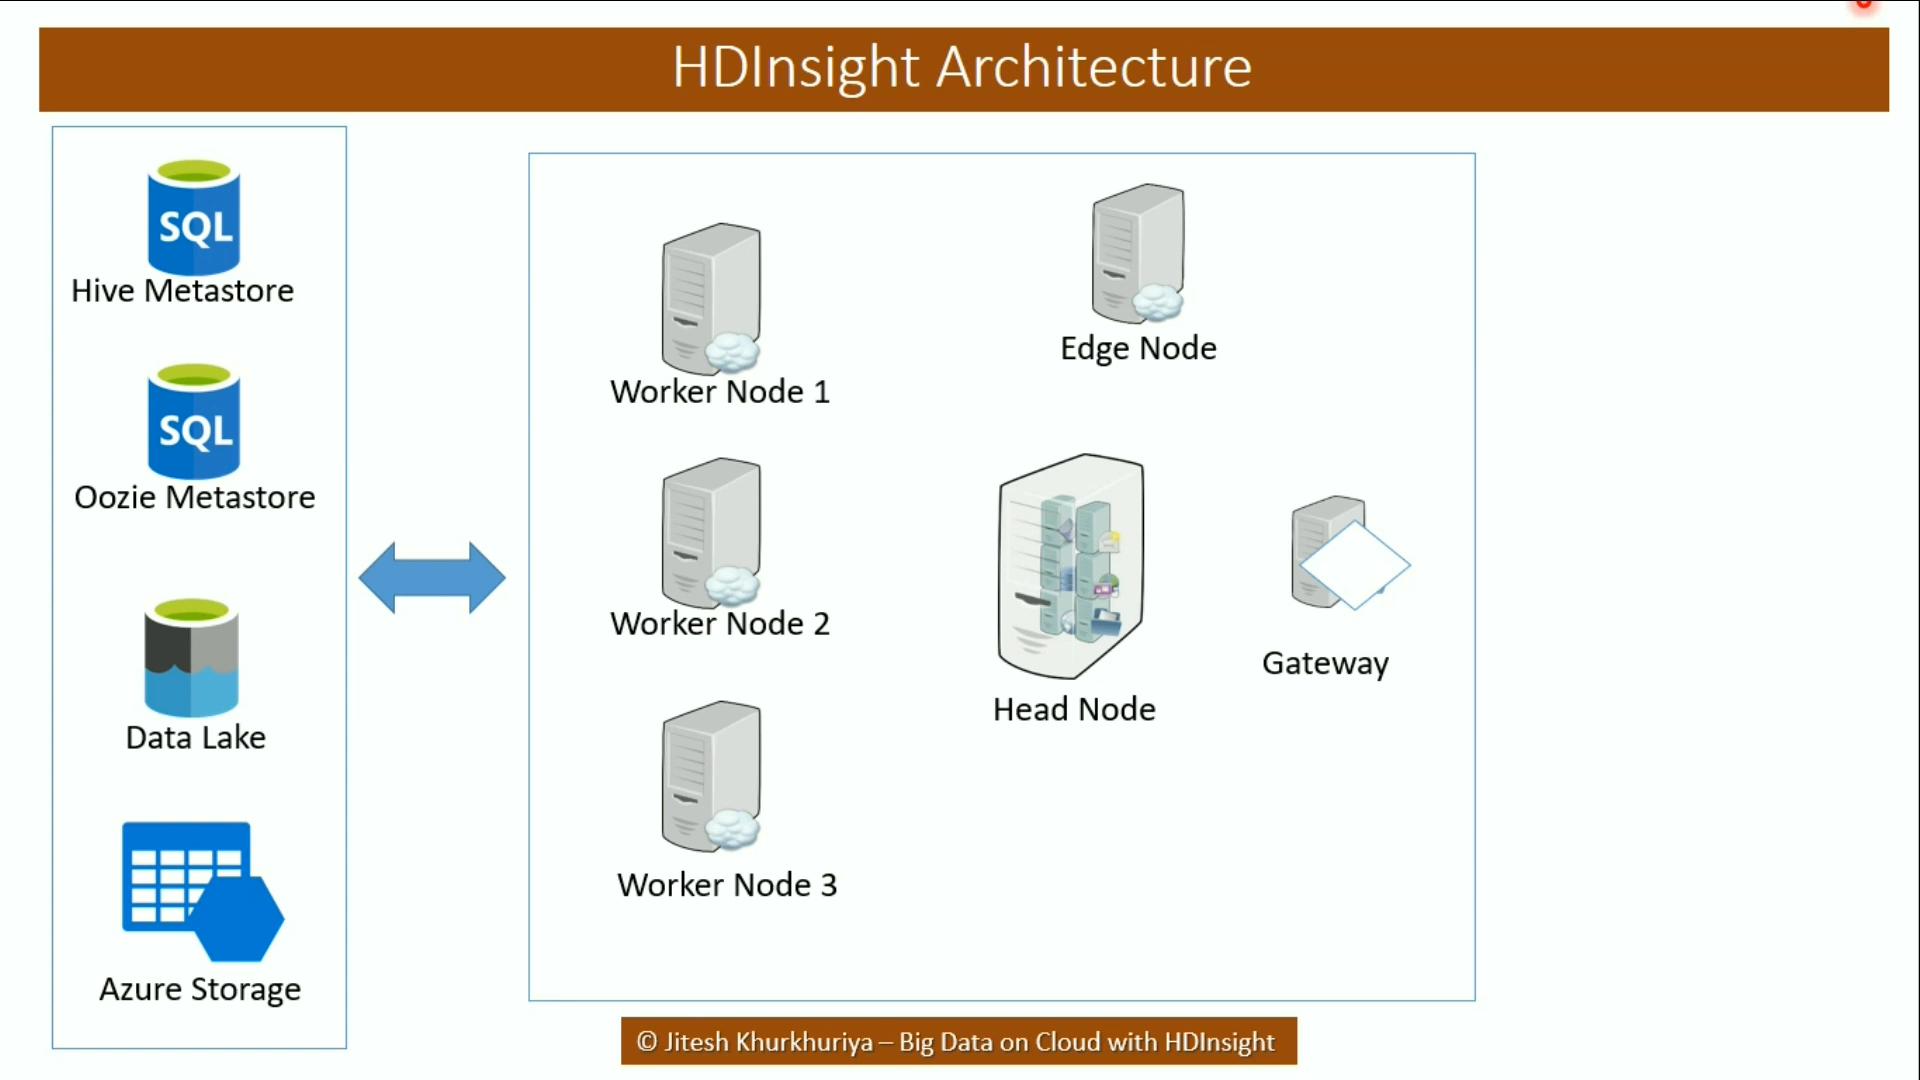 HDInsight Architecture
SQL
Hive Metastore
SQL
Oozie Metastore
Data Lake
Azure Storage
Worker Node 1
Worker Node 2
Worker Node 3
Edge Node
Head Node
Gateway
© Jitesh Khurkhuriya – Big Data on Cloud with HDInsight